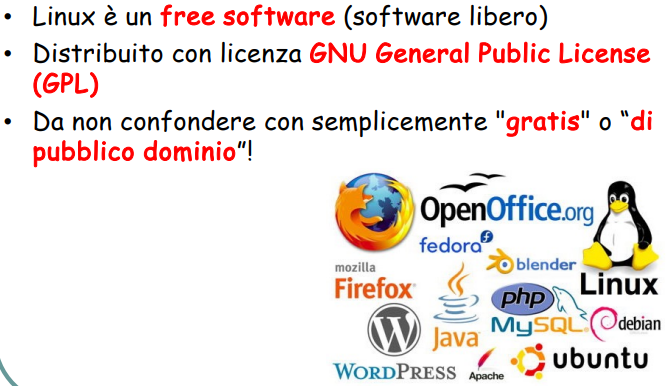 • Linux è un free software (software libero)
• Distribuito con licenza GNU General Public License
(GPL)
• Da non confondere con semplicemente "gratis" o “di
pubblico dominio”!
OpenOffice.org
fedora
mozilla
Firefox
blender
Linux
Java
php
MySQL
debian
WORDPRESS
Apache
ubuntu